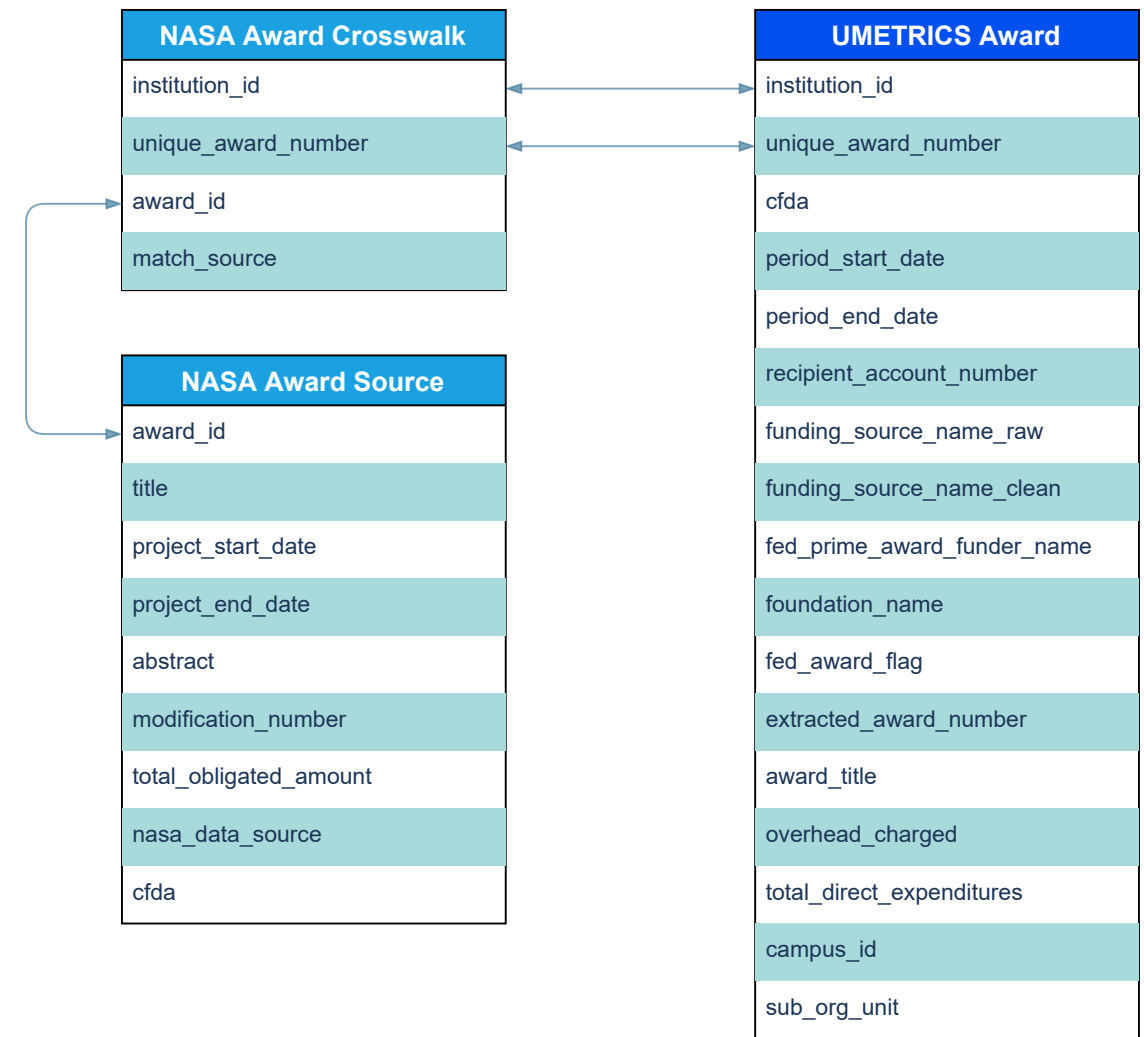 NASA Award Crosswalk
institution_id
unique_award_number
award_id
match_source
NASA Award Source
award_id
title
project_start_date
project_end_date
abstract
modification_number
total_obligated_amount
nasa_data_source
cfda
UMETRICS Award
institution_id
unique_award_number
cfda
period_start_date
period_end_date
recipient_account_number
funding_source_name_raw
funding_source_name_clean
fed_prime_award_funder_name
foundation_name
fed_award_flag
extracted_award_number
award_title
overhead_charged
total_direct_expenditures
campus_id
sub_org_unit